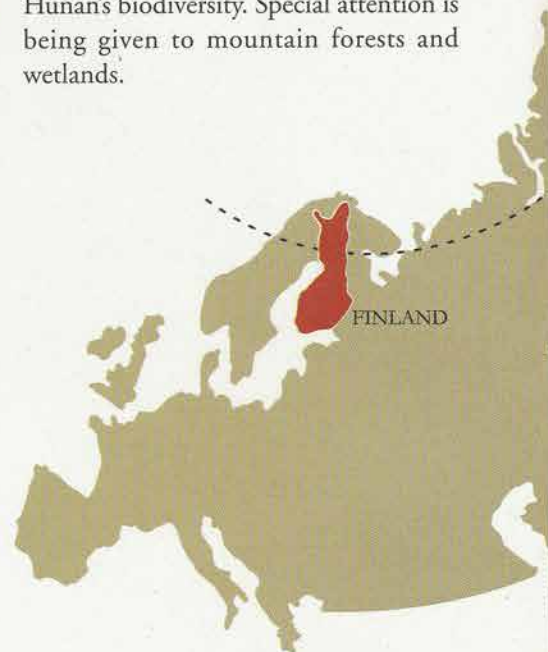 Hunan's biodiversity. Special attention is
being given to mountain forests and
wetlands.
FINLAND